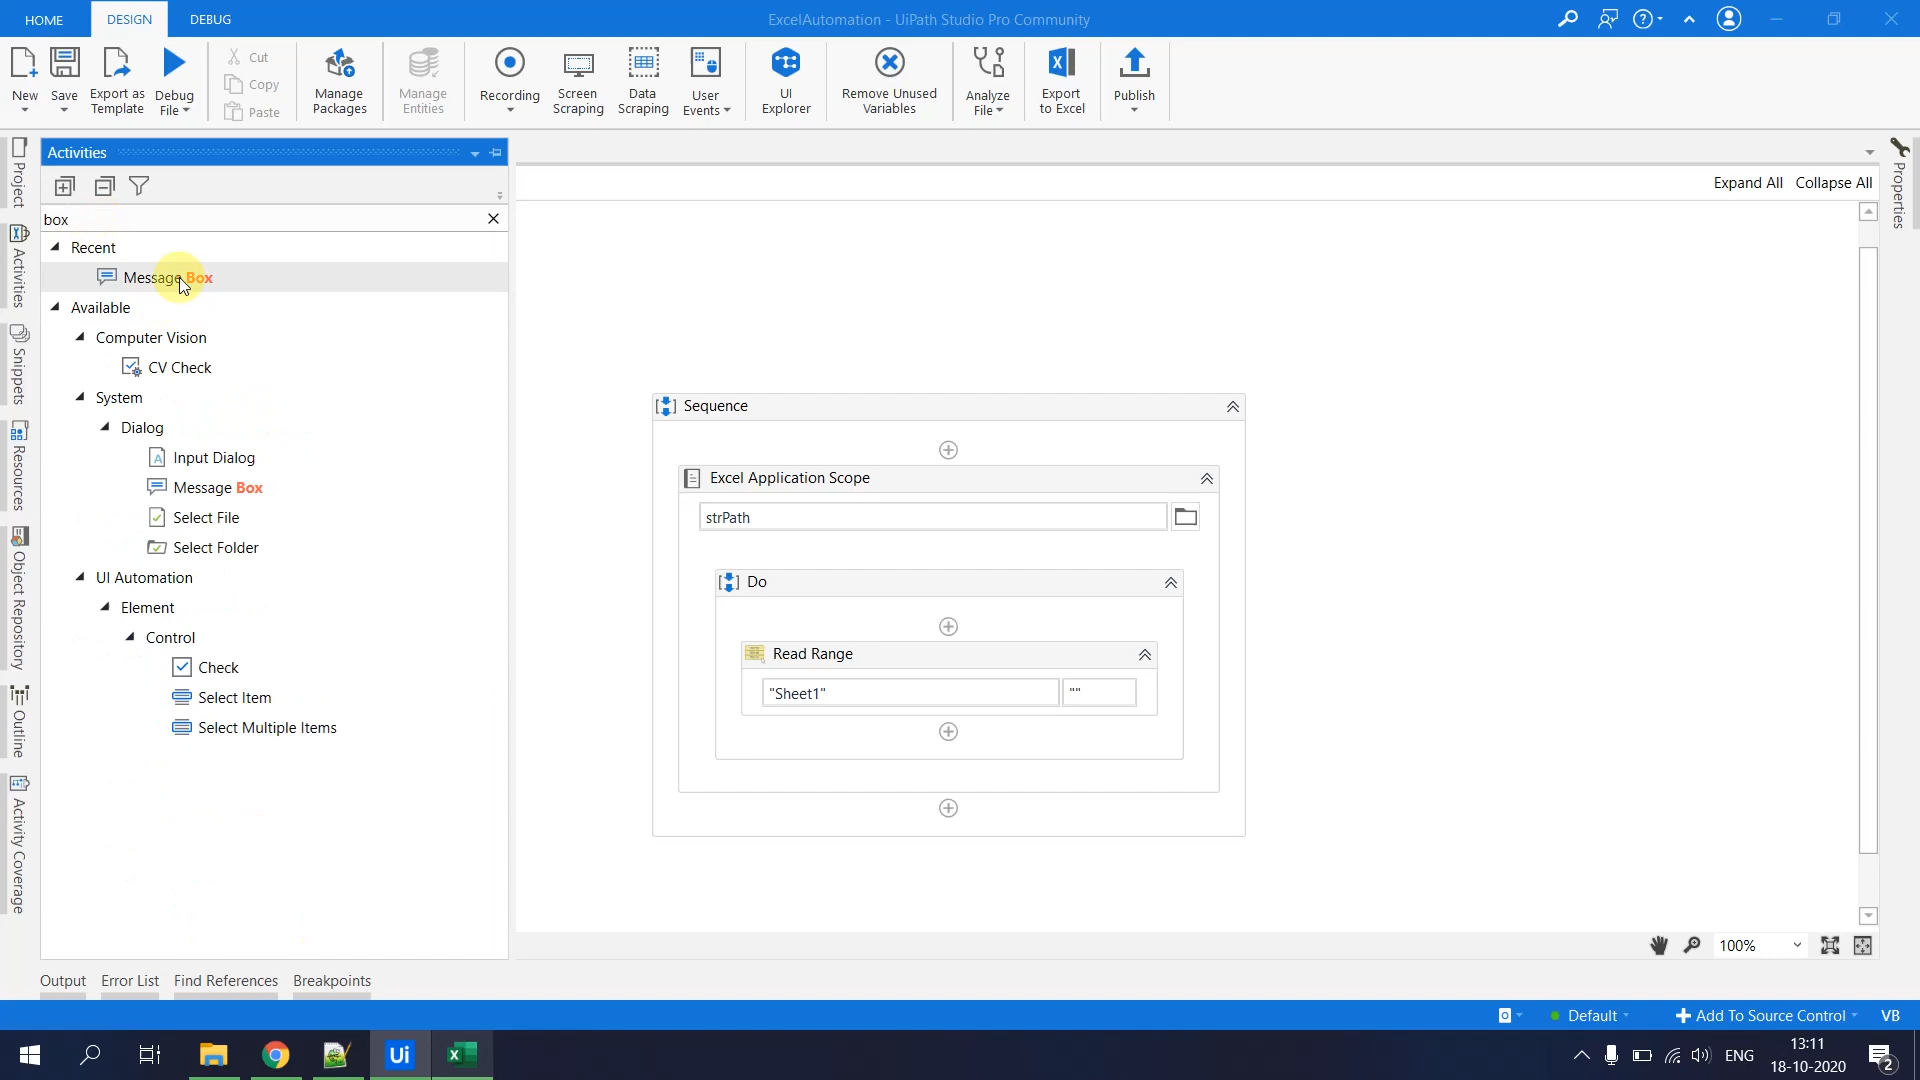 HOME DESIGN DEBUG ExcelAutomation - UiPath Studio Pro Community
New Save Export as Template Debug File Cut Copy Paste Manage Packages Manage Entities Recording Screen Scraping Data Scraping User Events UI Explorer Remove Unused Variables Analyze File Export to Excel Publish
Activities
Expand All Collapse All
box
Recent
Message Box
Available
Computer Vision
CV Check
System
Dialog
Input Dialog
Message Box
Select File
Select Folder
UI Automation
Element
Control
Check
Select Item
Select Multiple Items
Project
Activities
Snippets
Resources
Object Repository
Outline
Activity Coverage
Sequence
Excel Application Scope
strPath
Do
Read Range
"Sheet1" ""
Properties
100%
Output Error List Find References Breakpoints
Default Add To Source Control VB
Ui
ENG
13:11
18-10-2020
2